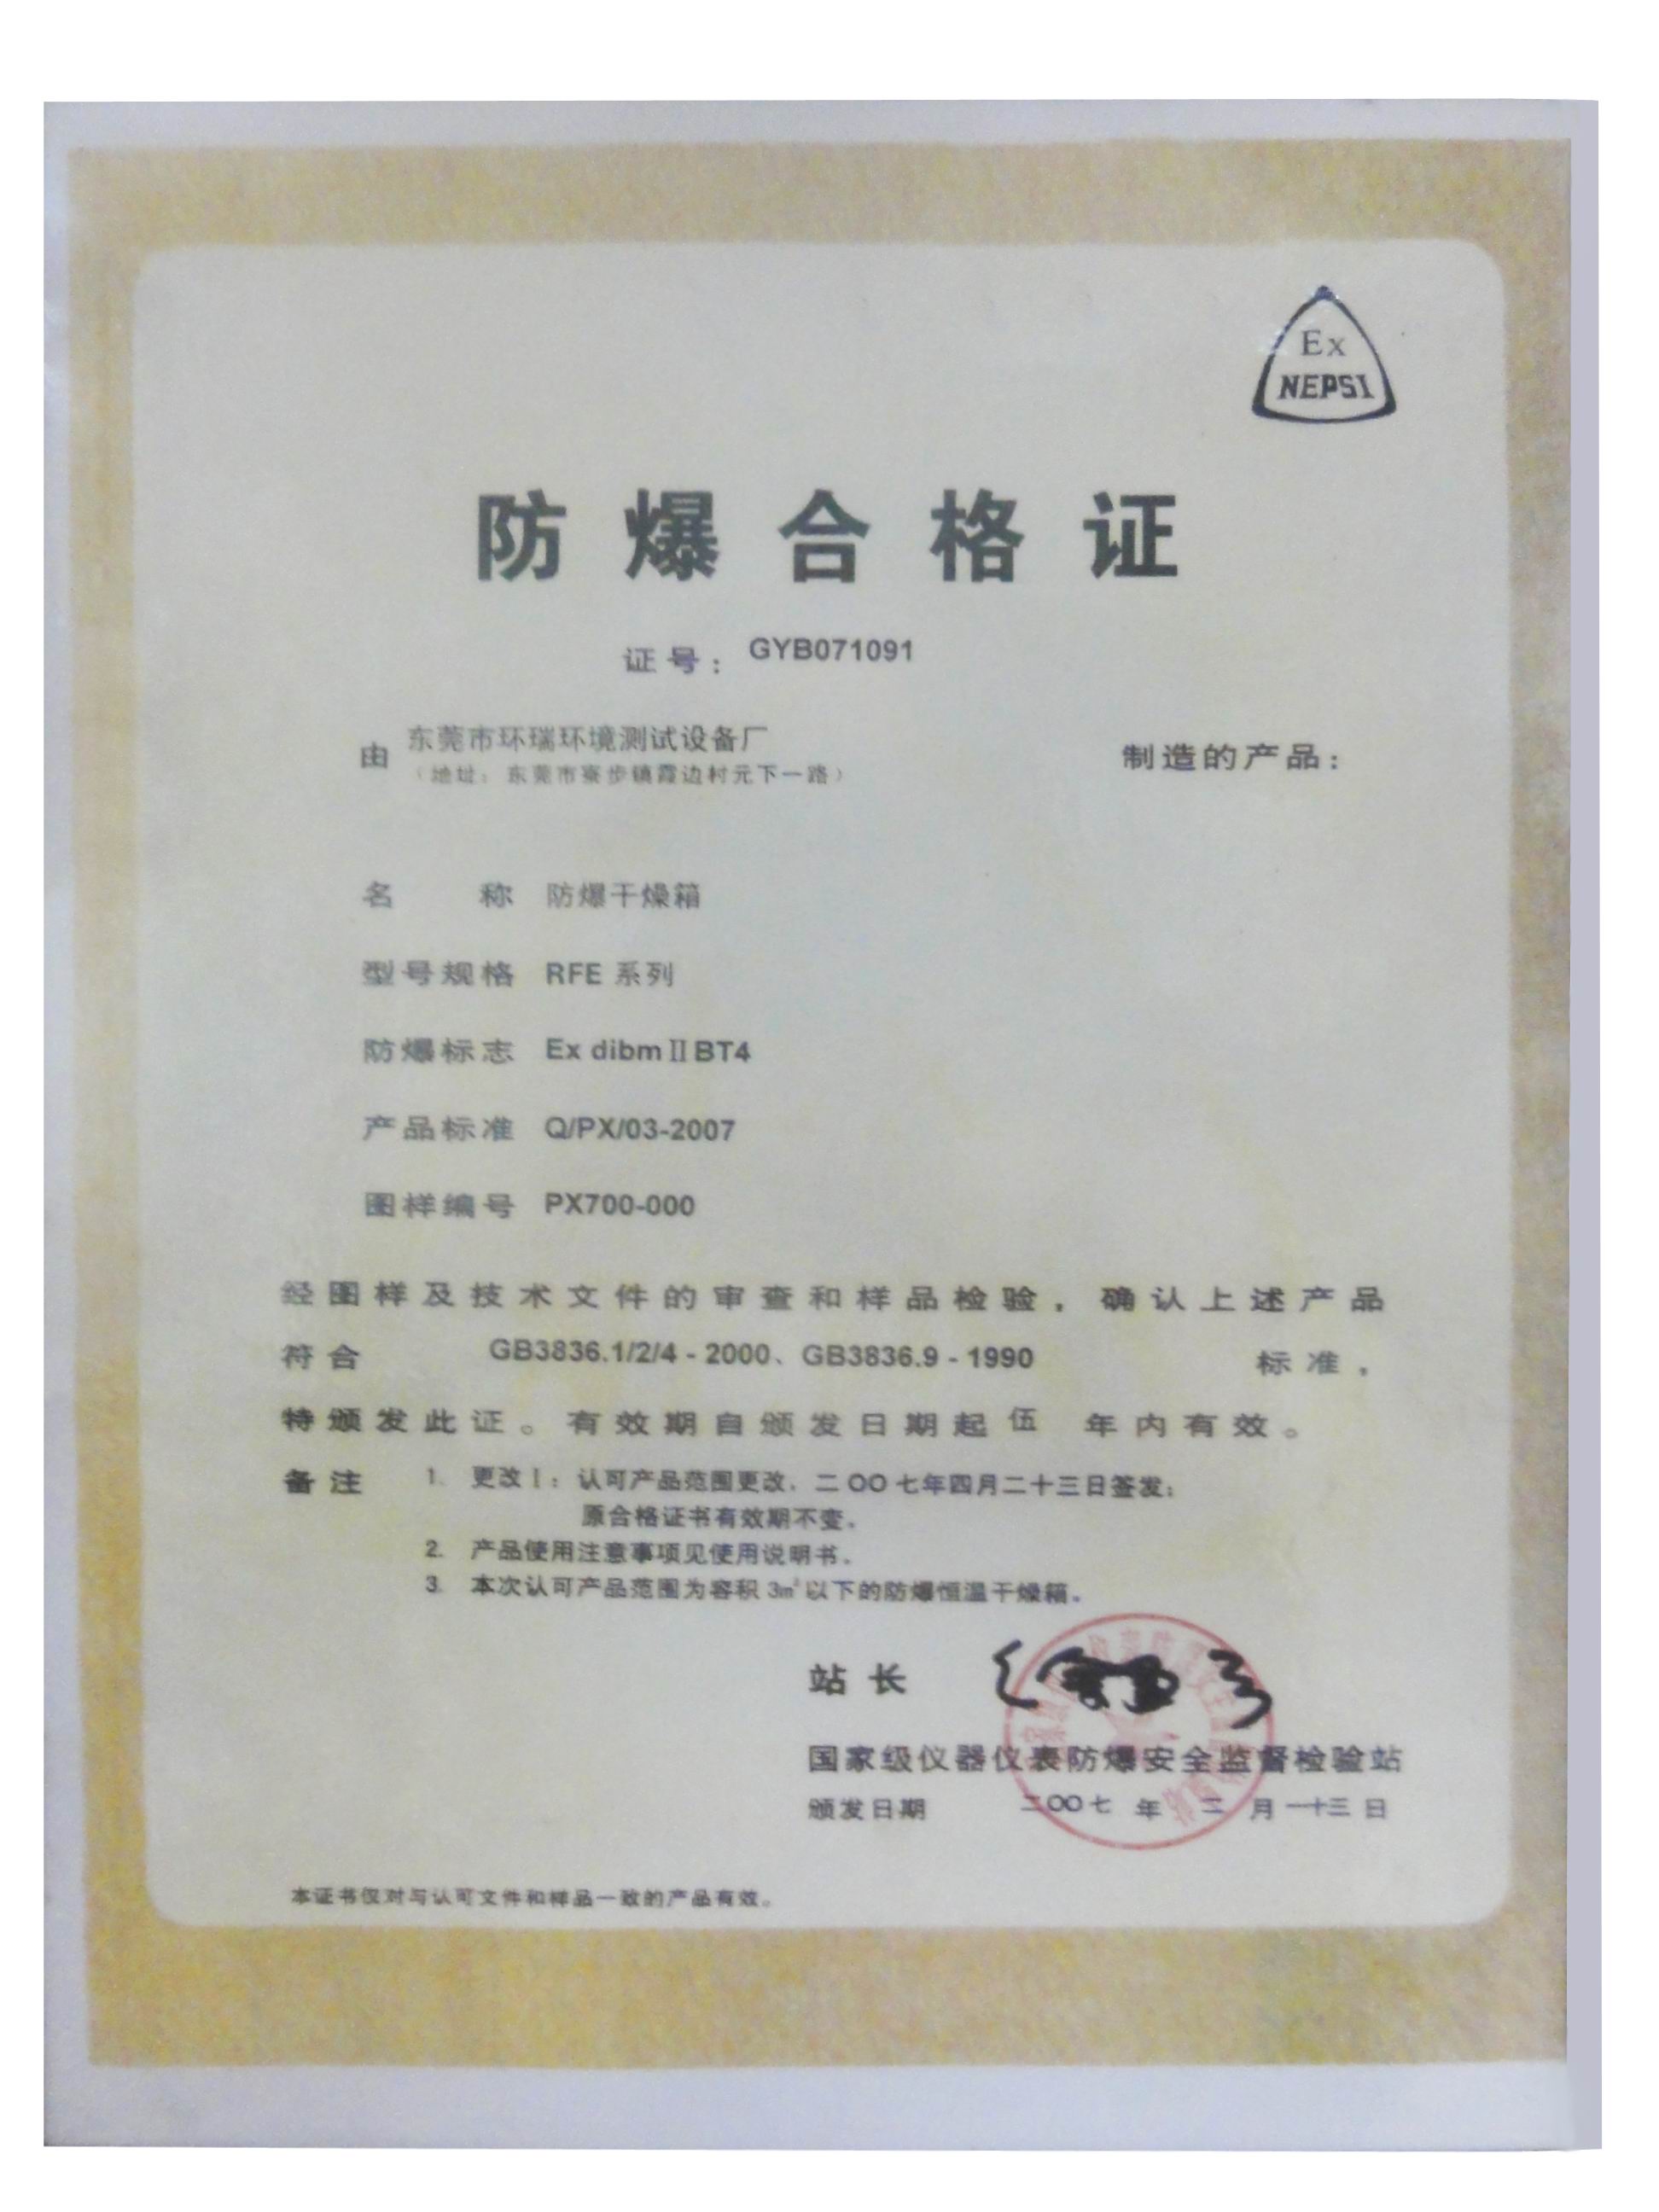 Ex
NEPSI
防爆合格证
证号：GYB071091
由 东莞市环瑞环境测试设备厂 制造的产品：
（地址：东莞市寮步镇霞边村元下一路）
名称 防爆干燥箱
型号规格 RFE 系列
防爆标志 Ex dibmⅡBT4
产品标准 Q/PX/03-2007
图样编号 PX700-000
经图样及技术文件的审查和样品检验，确认上述产品
符合 GB3836.1/2/4 - 2000、GB3836.9 - 1990 标准，
特颁发此证。有效期自颁发日期起伍年内有效。
备注 1. 更改Ⅰ：认可产品范围更改，二〇〇七年四月二十三日签发；
原合格证书有效期不变。
2. 产品使用注意事项见使用说明书。
3. 本次认可产品范围为容积 3m³以下的防爆恒温干燥箱。
站长
国家级仪器仪表防爆安全监督检验站
颁发日期 二〇〇七年二月一十三日
本证书仅对与认可文件和样品一致的产品有效。